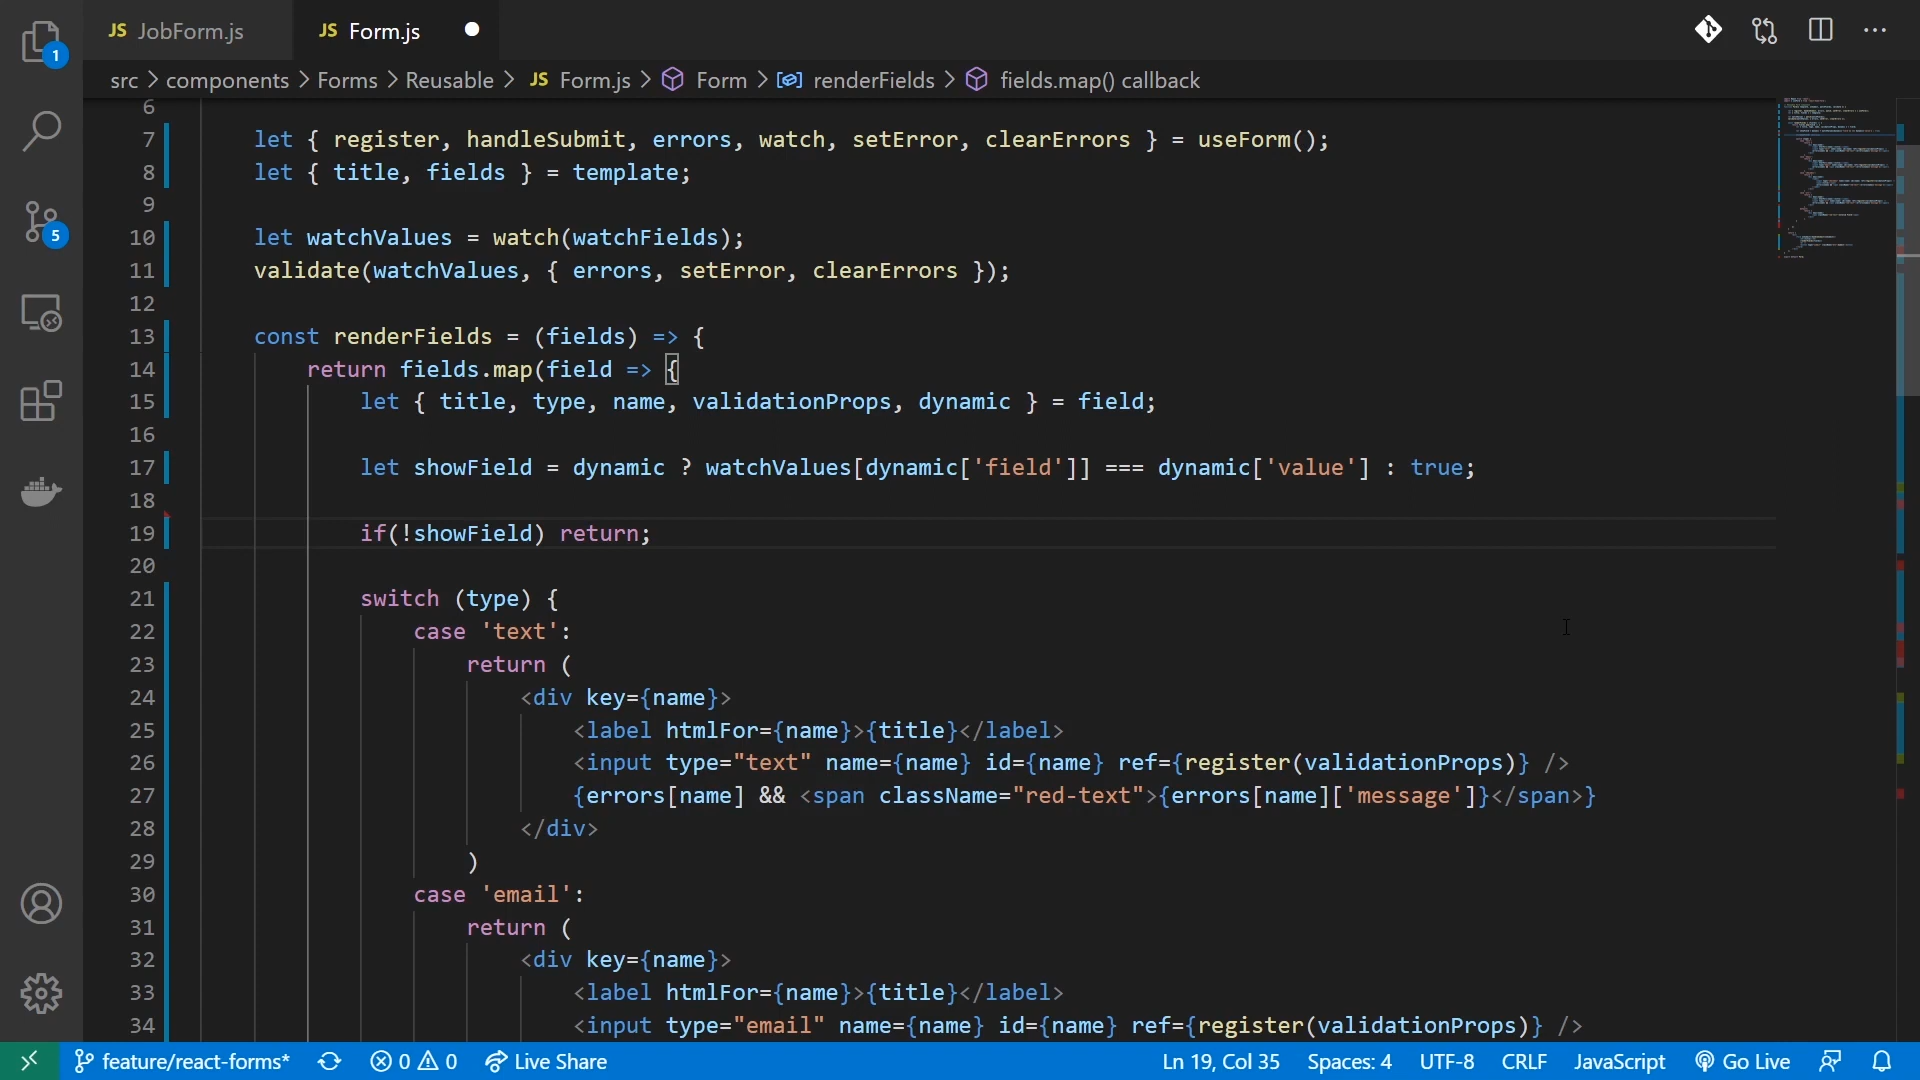 JS JobForm.js JS Form.js
1
src > components > Forms > Reusable > JS Form.js > Form > renderFields > fields.map() callback
6
7 let { register, handleSubmit, errors, watch, setError, clearErrors } = useForm();
8 let { title, fields } = template;
9
10 let watchValues = watch(watchFields);
5
11 validate(watchValues, { errors, setError, clearErrors });
12
13 const renderFields = (fields) => {
14 return fields.map(field => {
15 let { title, type, name, validationProps, dynamic } = field;
16
17 let showField = dynamic ? watchValues[dynamic['field']] === dynamic['value'] : true;
18
19 if(!showField) return;
20
21 switch (type) {
22 case 'text':
23 return (
24 <div key={name}>
25 <label htmlFor={name}>{title}</label>
26 <input type="text" name={name} id={name} ref={register(validationProps)} />
27 {errors[name] && <span className="red-text">{errors[name]['message']}</span>}
28 </div>
29 )
30 case 'email':
31 return (
32 <div key={name}>
33 <label htmlFor={name}>{title}</label>
34 <input type="email" name={name} id={name} ref={register(validationProps)} />
feature/react-forms* 0 0 Live Share Ln 19, Col 35 Spaces: 4 UTF-8 CRLF JavaScript Go Live